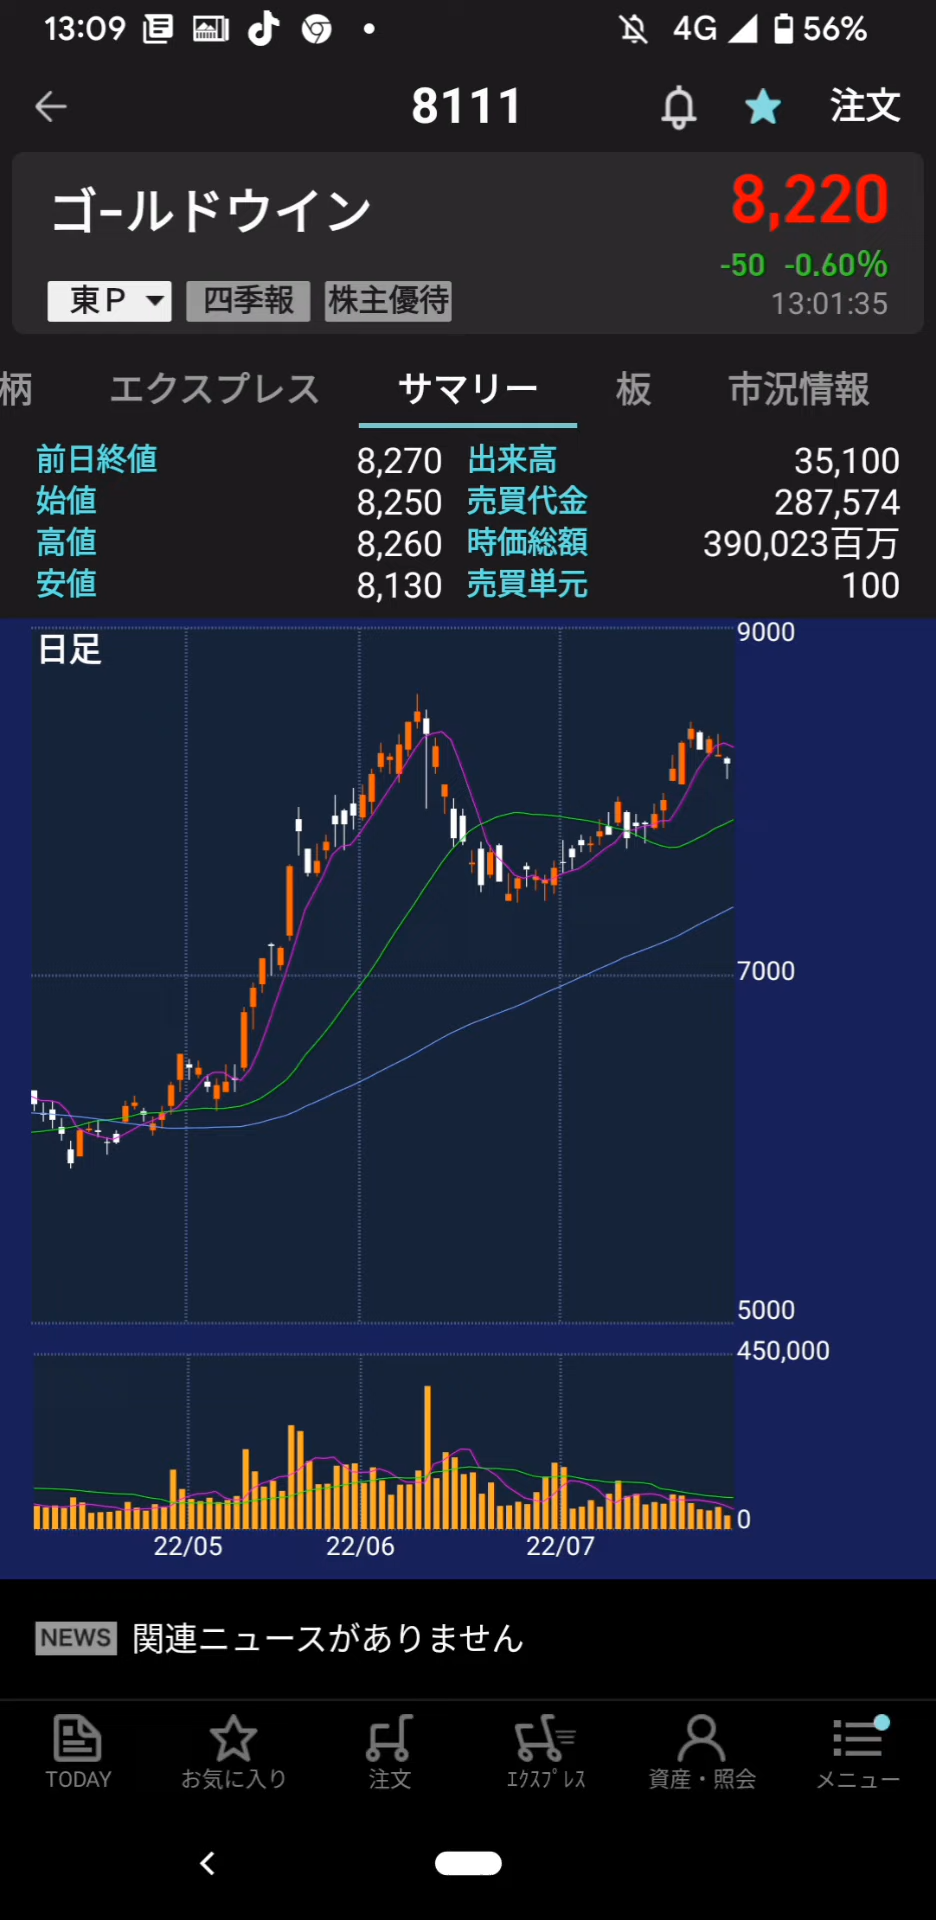 13:09 4G 56%
8111 注文
ゴールドウイン 8,220
-50 -0.60%
東P 四季報 株主優待 13:01:35
柄 エクスプレス サマリー 板 市況情報
前日終値 8,270 出来高 35,100
始値 8,250 売買代金 287,574
高値 8,260 時価総額 390,023百万
安値 8,130 売買単元 100
日足
9000
7000
5000
450,000
0
22/05 22/06 22/07
NEWS 関連ニュースがありません
TODAY お気に入り 注文 ｴｸｽﾌﾟﾚｽ 資産・照会 メニュー